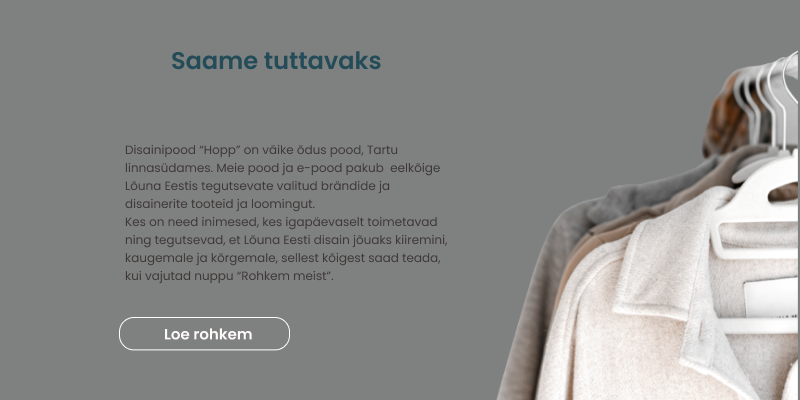 Saame tuttavaks
Disainipood “Hopp” on väike õdus pood, Tartu
linnasüdames. Meie pood ja e-pood pakub  eelkõige
Lõuna Eestis tegutsevate valitud brändide ja
disainerite tooteid ja loomingut.
Kes on need inimesed, kes igapäevaselt toimetavad
ning tegutsevad, et Lõuna Eesti disain jõuaks kiiremini,
kaugemale ja kõrgemale, sellest kõigest saad teada,
kui vajutad nuppu “Rohkem meist”.
Loe rohkem